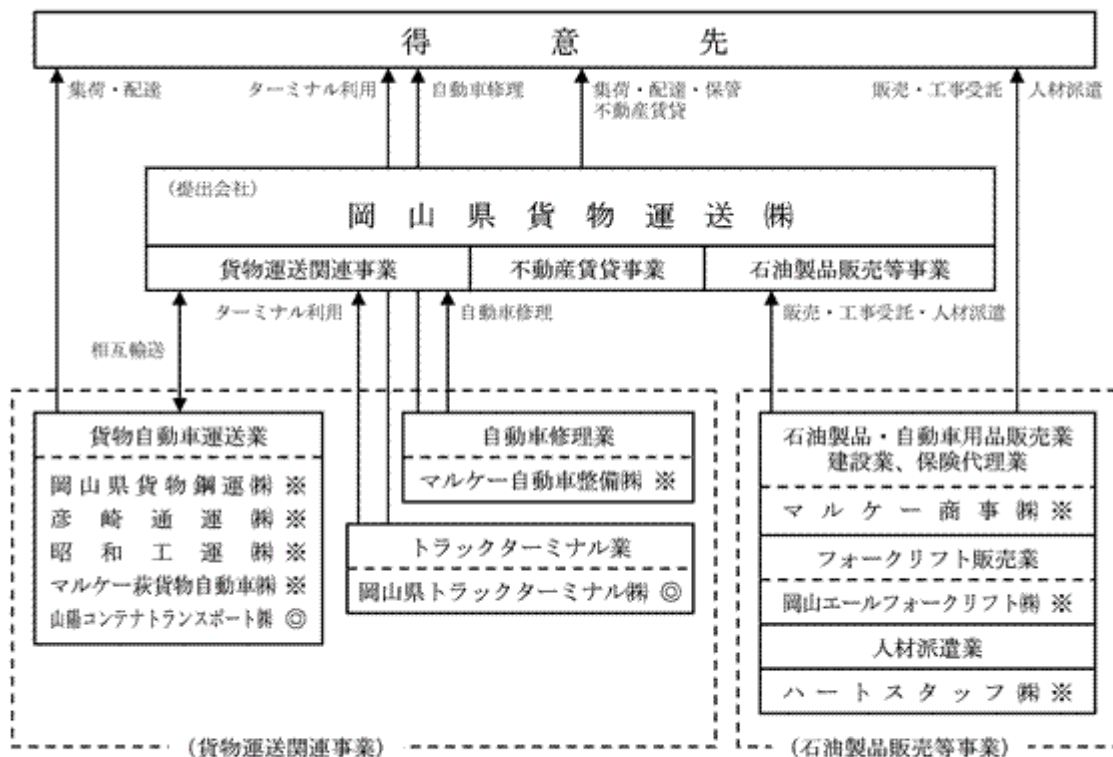 得意先
集荷・配達
ターミナル利用
自動車修理
集荷・配達・保管
不動産賃貸
販売・工事受託
人材派遣
(提出会社)
岡山県貨物運送㈱
貨物運送関連事業
不動産賃貸事業
石油製品販売等事業
ターミナル利用
自動車修理
販売・工事受託・人材派遣
相互輸送
貨物自動車運送業
岡山県貨物鋼運㈱ ※
彦崎通運㈱ ※
昭和工運㈱ ※
マルケー萩貨物自動車㈱ ※
山陽コンテナトランスポート㈱ ◎
自動車修理業
マルケー自動車整備㈱ ※
トラックターミナル業
岡山県トラックターミナル㈱ ◎
石油製品・自動車用品販売業
建設業、保険代理業
マルケー商事㈱ ※
フォークリフト販売業
岡山エールフォークリフト㈱ ※
人材派遣業
ハートスタッフ㈱ ※
(貨物運送関連事業)
(石油製品販売等事業)